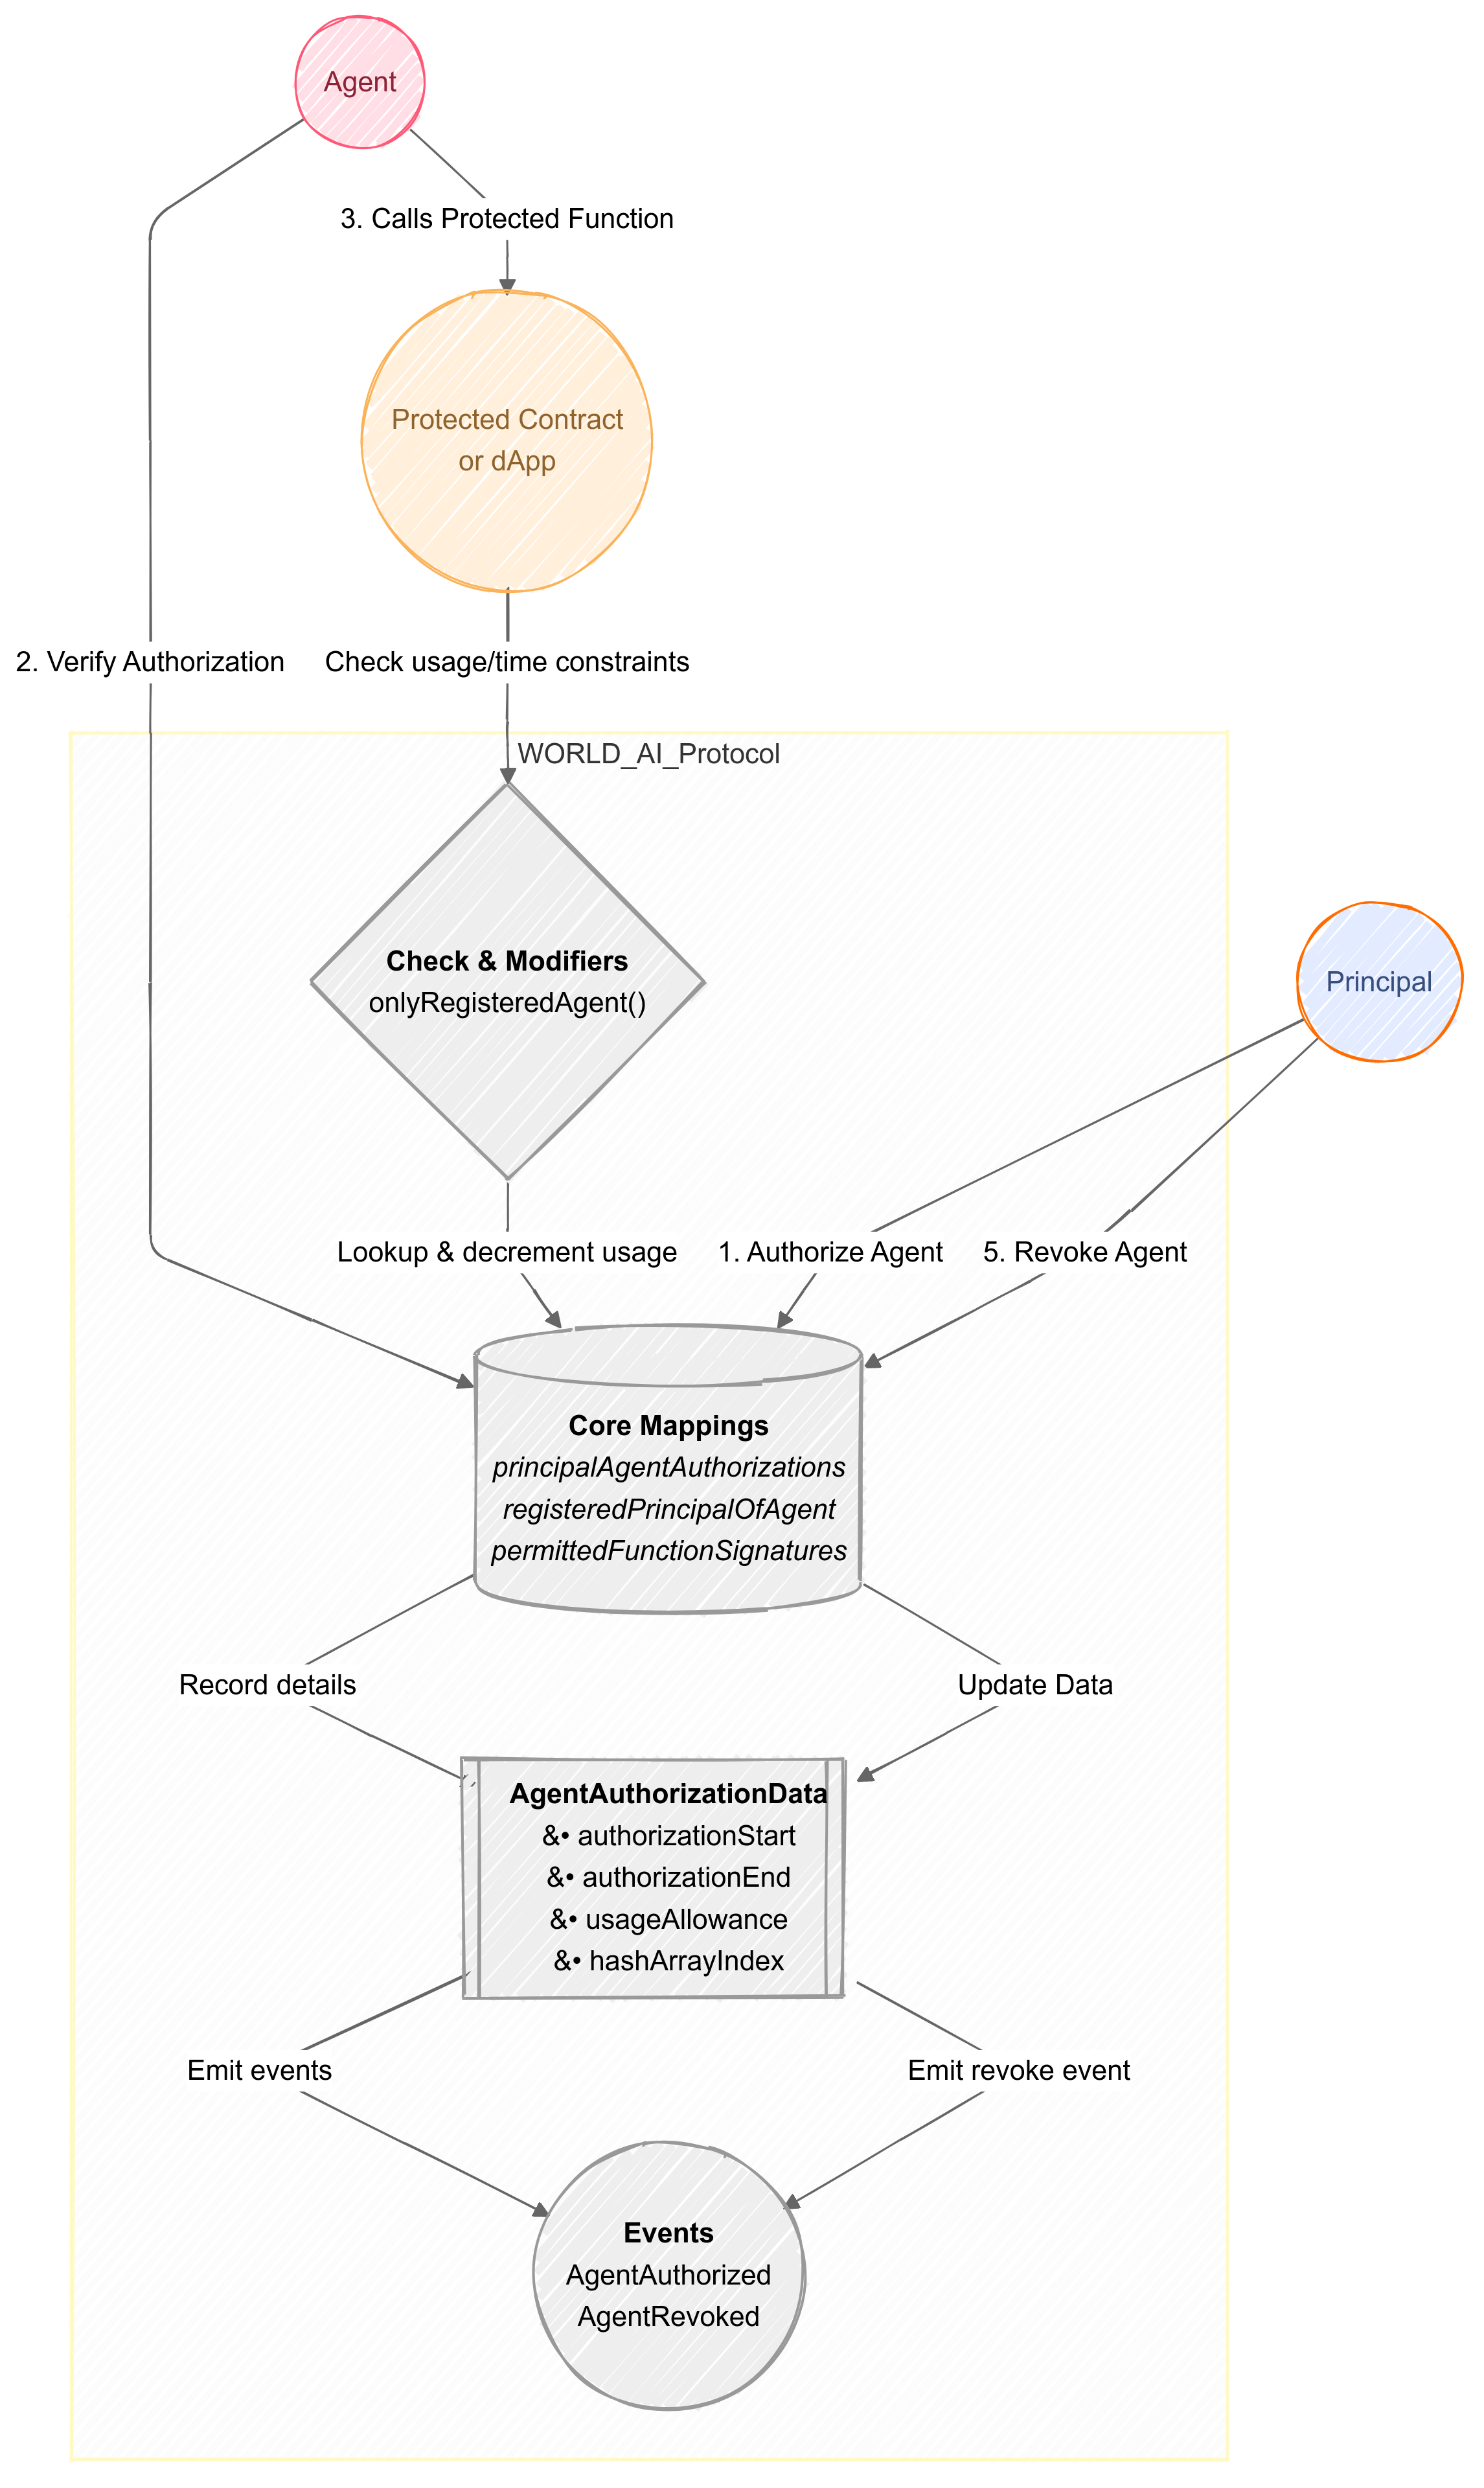 Agent
3. Calls Protected Function
Protected Contract
or dApp
2. Verify Authorization
Check usage/time constraints
WORLD_AI_Protocol
Check & Modifiers
onlyRegisteredAgent()
Principal
Lookup & decrement usage
1. Authorize Agent
5. Revoke Agent
Core Mappings
principalAgentAuthorizations
registeredPrincipalOfAgent
permittedFunctionSignatures
Record details
Update Data
AgentAuthorizationData
&• authorizationStart
&• authorizationEnd
&• usageAllowance
&• hashArrayIndex
Emit events
Emit revoke event
Events
AgentAuthorized
AgentRevoked